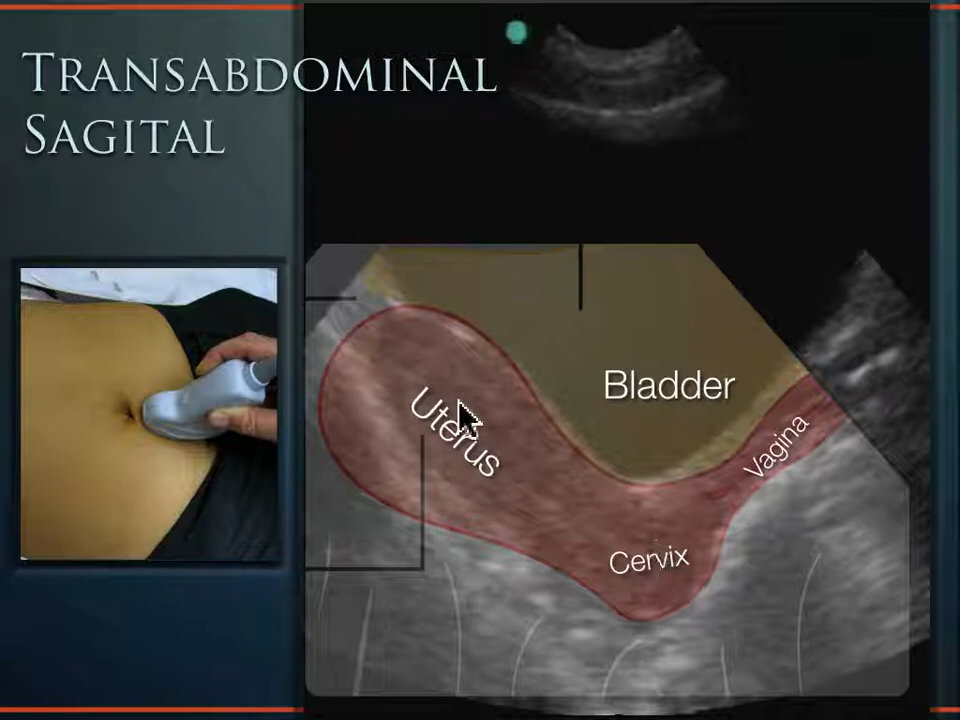 TRANSABDOMINAL
SAGITAL
Bladder
Uterus
Vagina
Cervix